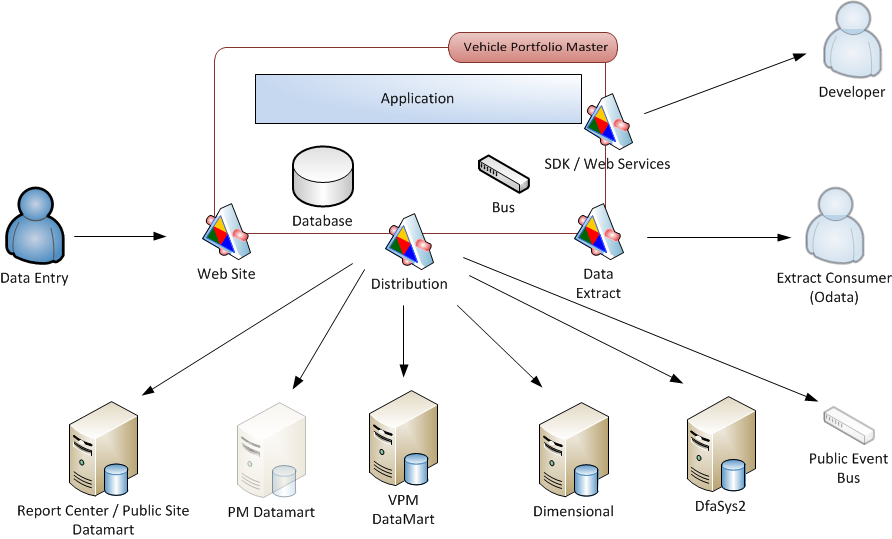 Vehicle Portfolio Master
Application
Developer
SDK / Web Services
Database
Bus
Data Entry
Web Site
Distribution
Data
Extract
Extract Consumer
(Odata)
Report Center / Public Site
Datamart
PM Datamart
VPM
DataMart
Dimensional
DfaSys2
Public Event
Bus